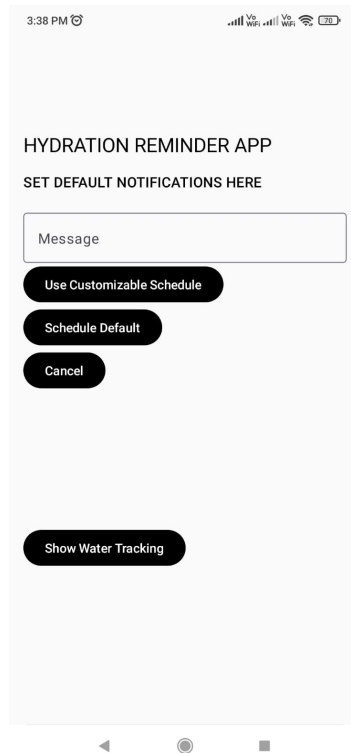 3:38 PM
Vo WiFi Vo WiFi 70
HYDRATION REMINDER APP
SET DEFAULT NOTIFICATIONS HERE
Message
Use Customizable Schedule
Schedule Default
Cancel
Show Water Tracking